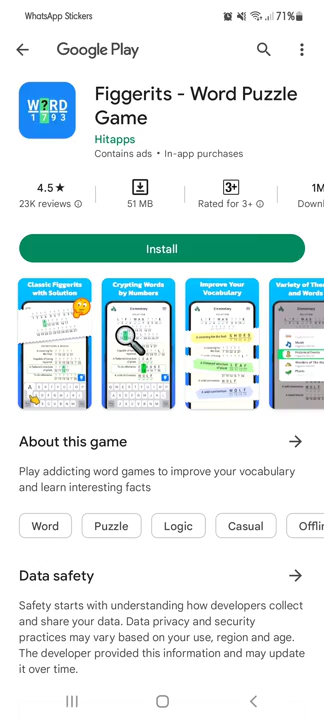 WhatsApp Stickers
71%
Google Play
W?RD
1 7 9 3
Figgerits - Word Puzzle
Game
Hitapps
Contains ads • In-app purchases
4.5★
23K reviews
51 MB
3+
Rated for 3+
1M
Downl
Install
Classic Figgerits
with Solution
Crypting Words
by Numbers
Improve Your
Vocabulary
Variety of Them
and Words
About this game
Play addicting word games to improve your vocabulary
and learn interesting facts
Word
Puzzle
Logic
Casual
Offlin
Data safety
Safety starts with understanding how developers collect
and share your data. Data privacy and security
practices may vary based on your use, region and age.
The developer provided this information and may update
it over time.